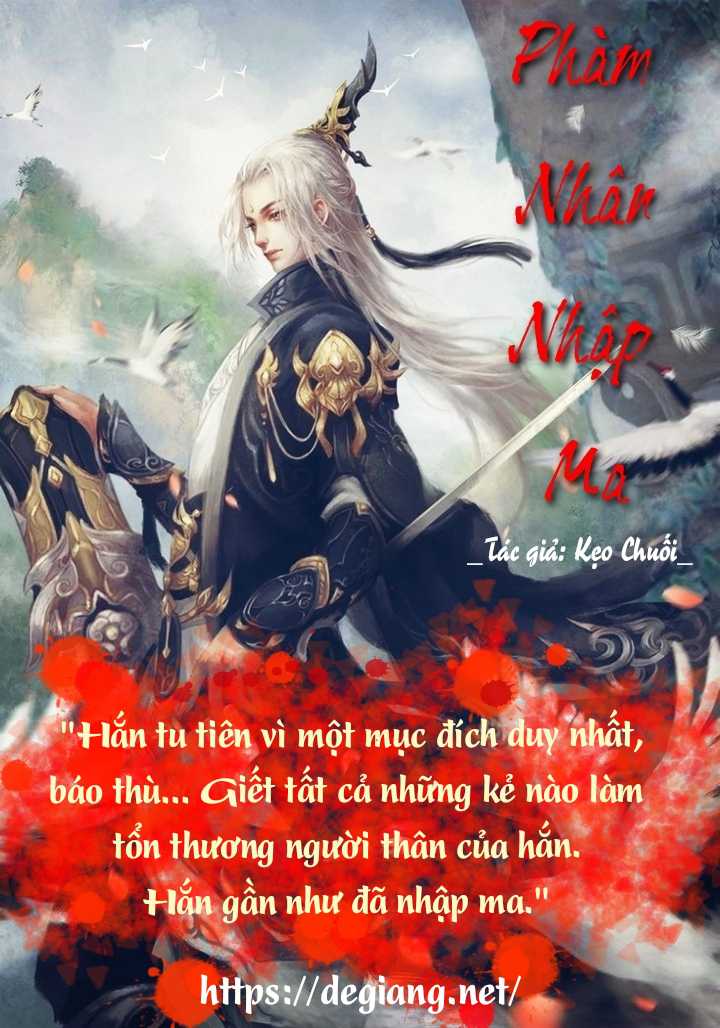 Phàm
Nhân
Nhập
Ma
_Tác giả: Kẹo Chuối_
"Hắn tu tiên vì một mục đích duy nhất,
báo thù... Giết tất cả những kẻ nào làm
tổn thương người thân của hắn.
Hắn gần như đã nhập ma."
https://degiang.net/